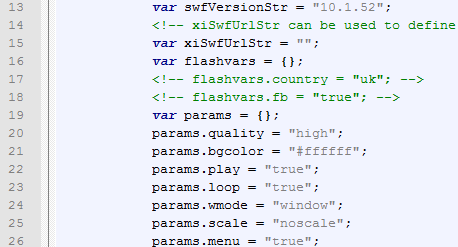 13 var swfVersionStr = "10.1.52";
14 <!-- xiSwfUrlStr can be used to define
15 var xiSwfUrlStr = "";
16 var flashvars = {};
17 <!-- flashvars.country = "uk"; -->
18 <!-- flashvars.fb = "true"; -->
19 var params = {};
20 params.quality = "high";
21 params.bgcolor = "#ffffff";
22 params.play = "true";
23 params.loop = "true";
24 params.wmode = "window";
25 params.scale = "noscale";
26 params.menu = "true";